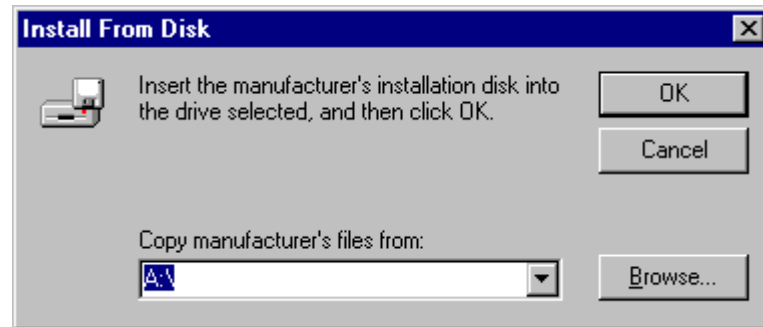 Install From Disk
Insert the manufacturer's installation disk into
the drive selected, and then click OK.
OK
Cancel
Copy manufacturer's files from:
A:\
Browse...